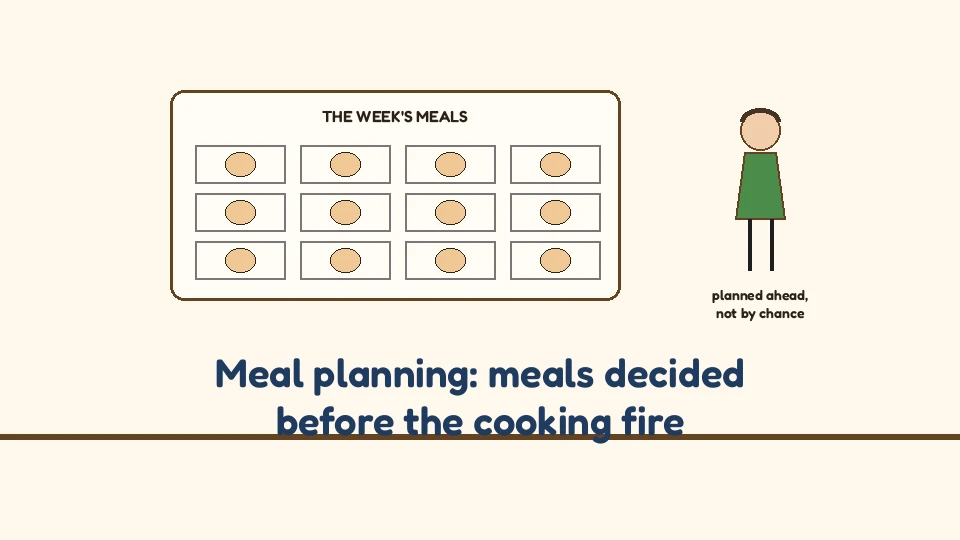 THE WEEK'S MEALS
planned ahead,
not by chance
Meal planning: meals decided
before the cooking fire